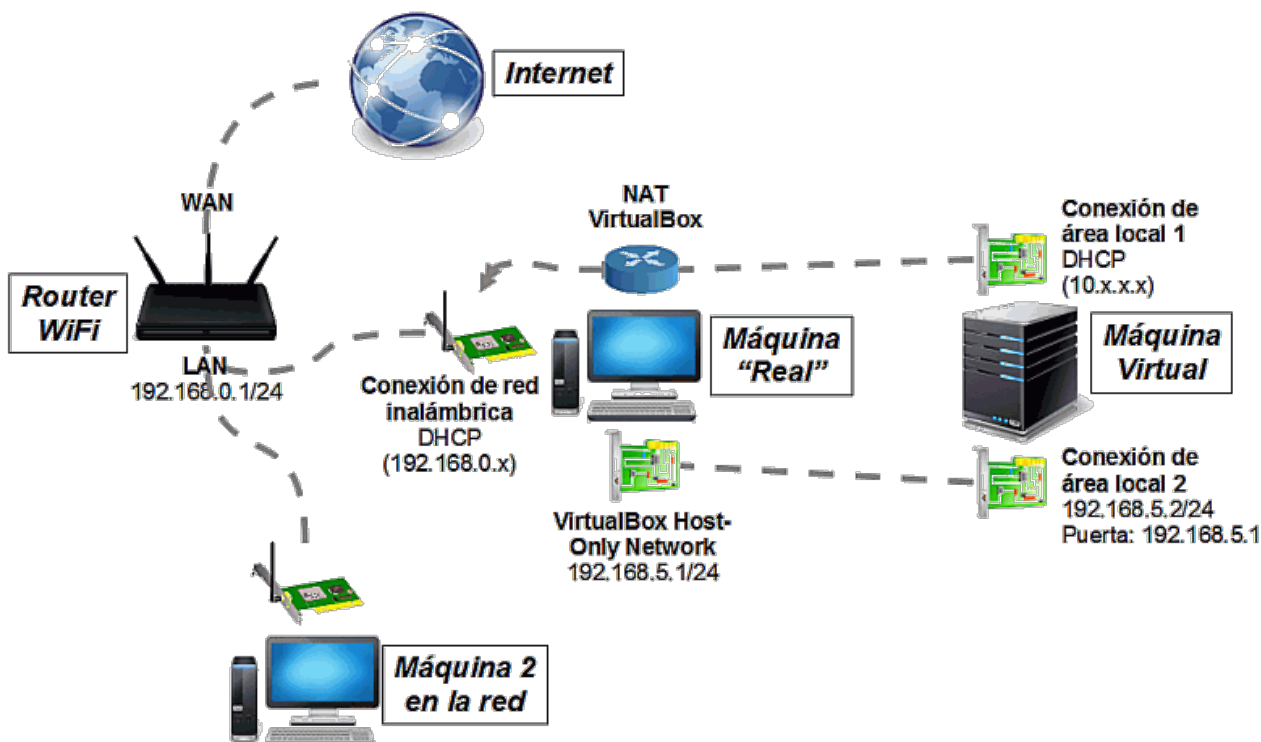 Internet
WAN
Router
WiFi
LAN
192.168.0.1/24
NAT
VirtualBox
Conexión de
área local 1
DHCP
(10.x.x.x)
Conexión de red
inalámbrica
DHCP
(192.168.0.x)
Máquina
“Real”
Máquina
Virtual
VirtualBox Host-
Only Network
192.168.5.1/24
Conexión de
área local 2
192.168.5.2/24
Puerta: 192.168.5.1
Máquina 2
en la red